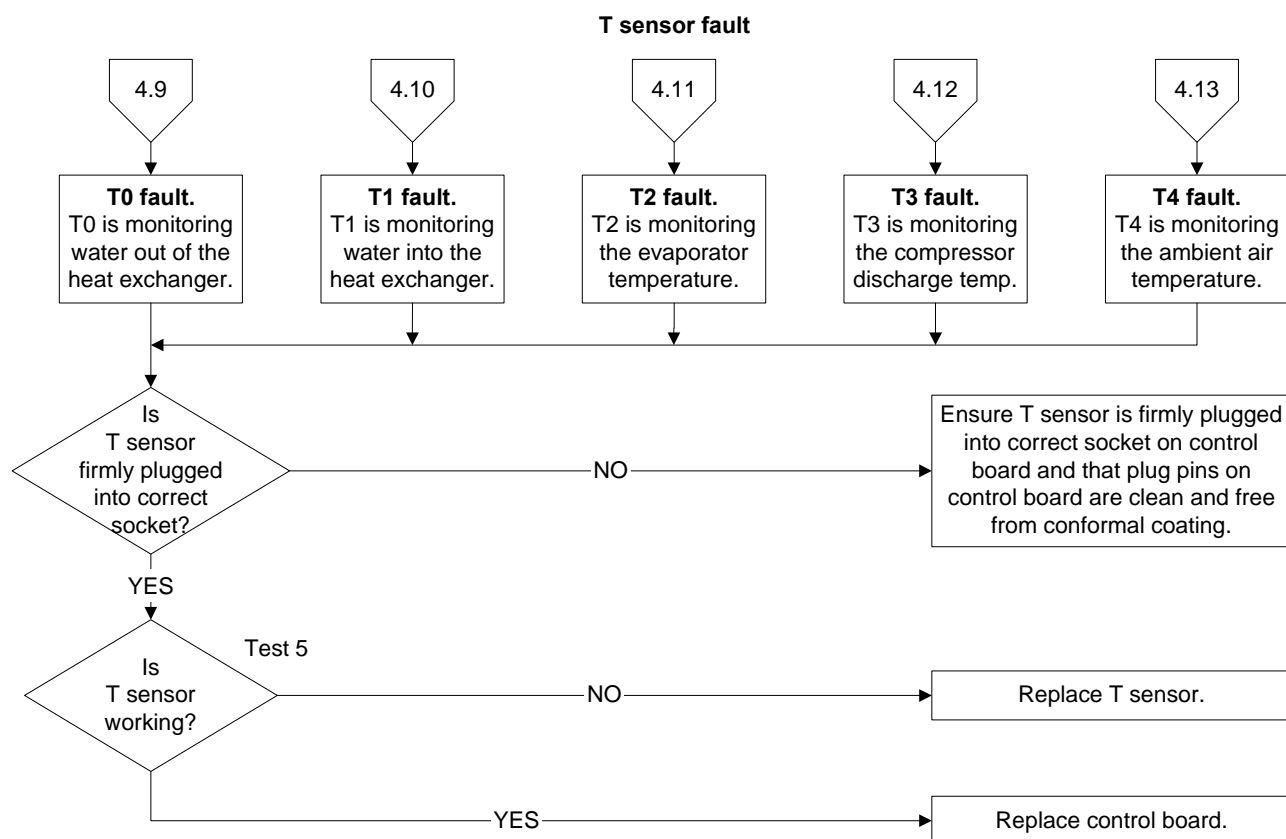 T sensor fault
4.9
4.10
4.11
4.12
4.13
T0 fault.
T0 is monitoring
water out of the
heat exchanger.
T1 fault.
T1 is monitoring
water into the
heat exchanger.
T2 fault.
T2 is monitoring
the evaporator
temperature.
T3 fault.
T3 is monitoring
the compressor
discharge temp.
T4 fault.
T4 is monitoring
the ambient air
temperature.
Is
T sensor
firmly plugged
into correct
socket?
NO
Ensure T sensor is firmly plugged
into correct socket on control
board and that plug pins on
control board are clean and free
from conformal coating.
YES
Test 5
Is
T sensor
working?
NO
Replace T sensor.
YES
Replace control board.